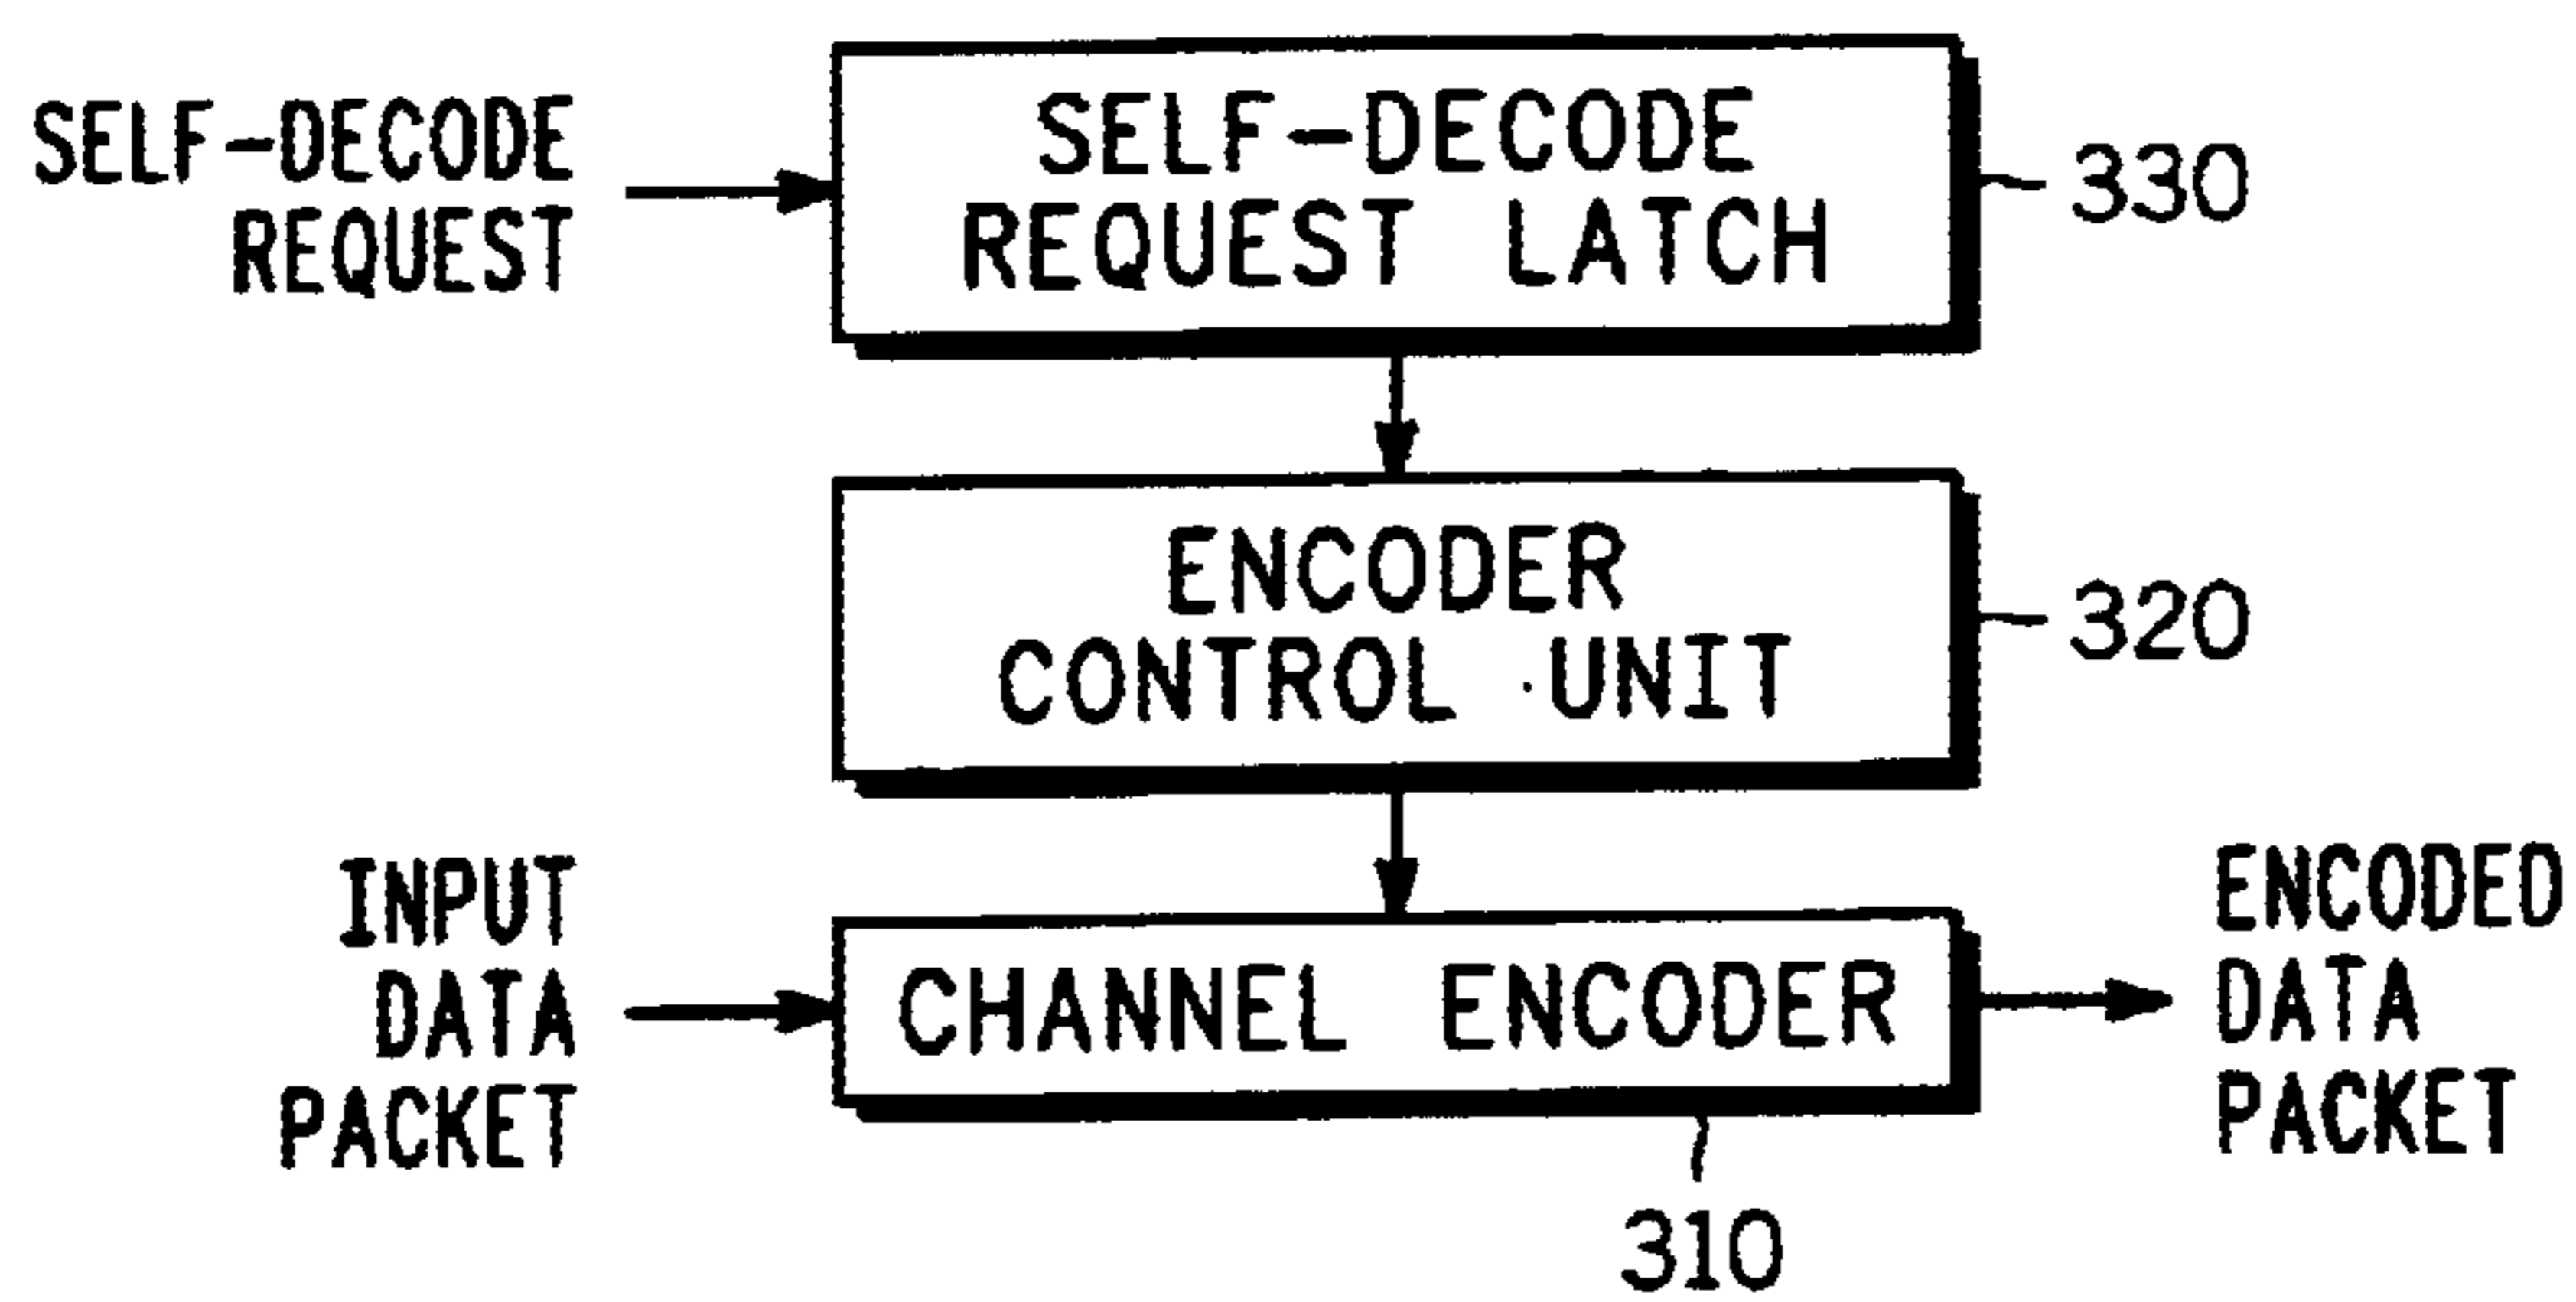 SELF-DECODE
REQUEST
SELF-DECODE
REQUEST LATCH
330
ENCODER
CONTROL UNIT
320
INPUT
DATA
PACKET
CHANNEL ENCODER
310
ENCODED
DATA
PACKET